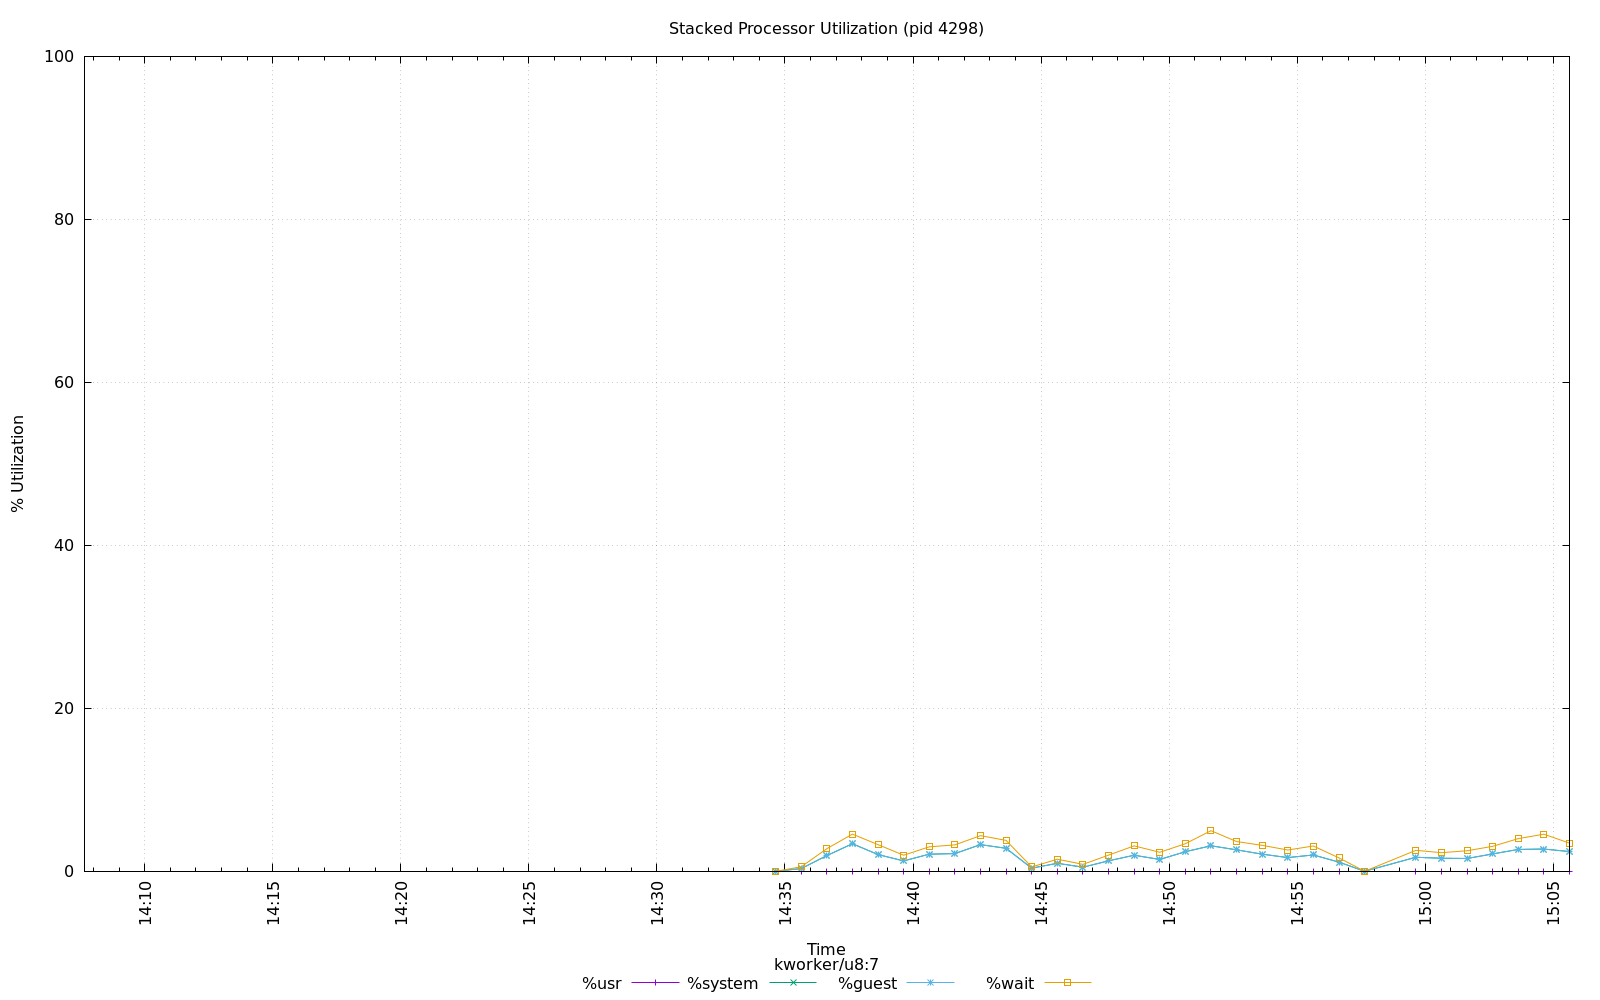 Stacked Processor Utilization (pid 4298)
100
80
60
40
20
0
% Utilization
14:10 14:15 14:20 14:25 14:30 14:35 14:40 14:45 14:50 14:55 15:00 15:05
Time
kworker/u8:7
%usr %system %guest %wait